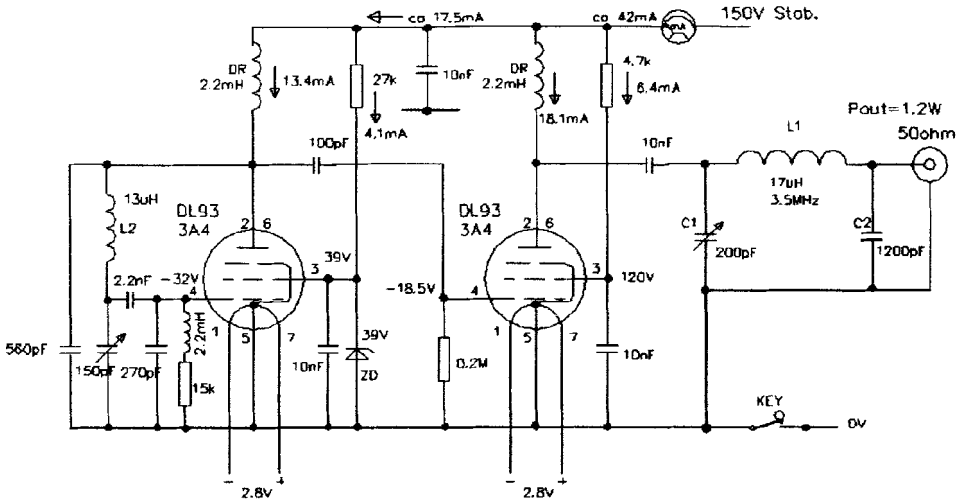 ca 17.5mA
ca 42mA
150V Stab.
DR
2.2mH
13.4mA
27k
4.1mA
10nF
DR
2.2mH
18.1mA
4.7k
6.4mA
Pout=1.2W
50ohm
100pF
10nF
L1
17uH
3.5MHz
13uH
L2
DL93
3A4
2 6
DL93
3A4
2 6
C1
200pF
C2
1200pF
39V
3
120V
3
2.2nF
-32V
4
-18.5V
4
1
5
7
1
5
7
560pF
150pF
270pF
2.2mH
15k
10nF
39V
ZD
0.2M
10nF
KEY
0V
- +
2.8V
- +
2.8V